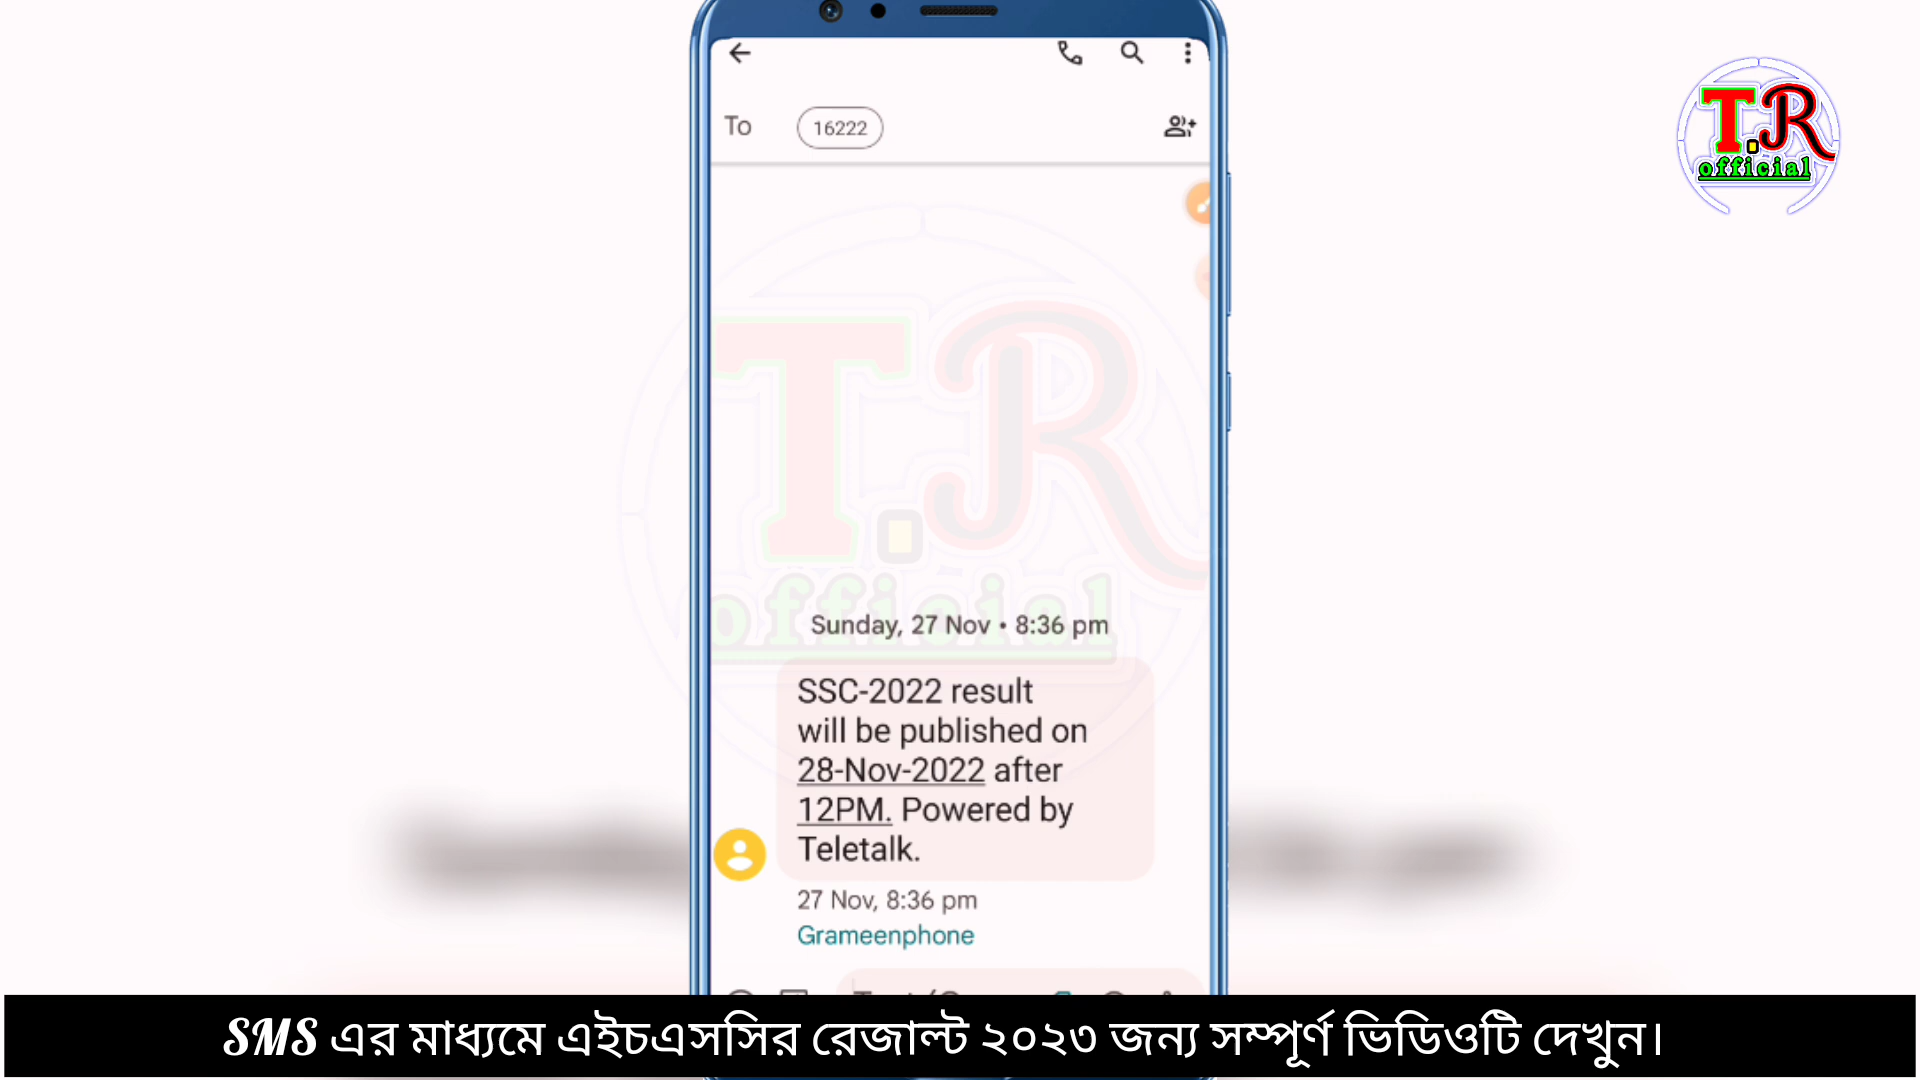 To 16222
T.R
official
Sunday, 27 Nov • 8:36 pm
SSC-2022 result
will be published on
28-Nov-2022 after
12PM. Powered by
Teletalk.
27 Nov, 8:36 pm
Grameenphone
SMS এর মাধ্যমে এইচএসসির রেজাল্ট ২০২৩ জন্য সম্পূর্ণ ভিডিওটি দেখুন।